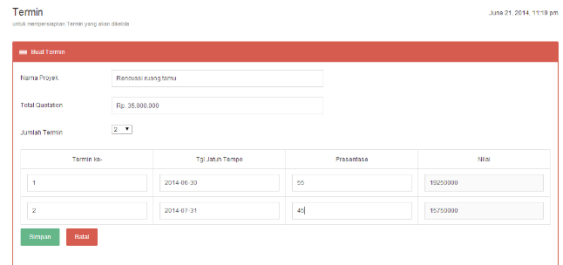 Termin
June 21, 2014, 11:19 pm
untuk mempersiapkan Termin yang akan dikelola
Buat Termin
Nama Proyek
Renovasi ruang tamu
Total Quotation
Rp. 35,000,000
Jumlah Termin
2
Termin ke- Tgl Jatuh Tempo Presentase Nilai
1 2014-06-30 55 19250000
2 2014-07-31 45 15750000
Simpan Batal